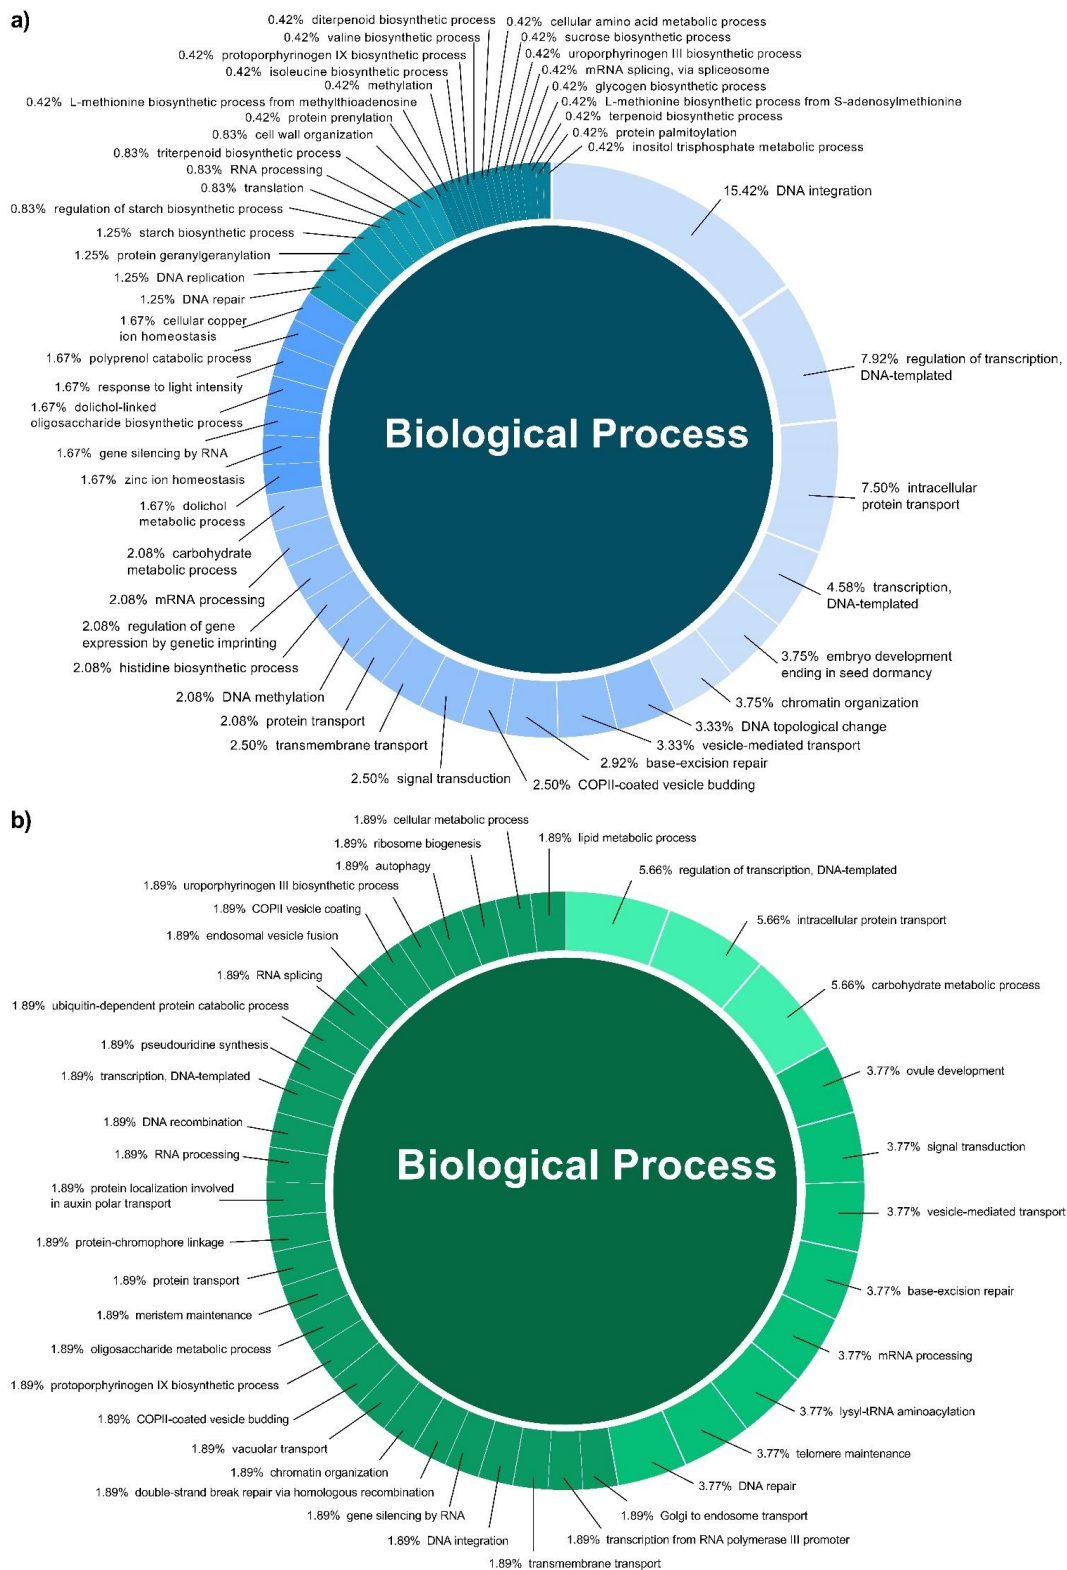 a)
0.42% diterpenoid biosynthetic process
0.42% valine biosynthetic process
0.42% protoporphyrinogen IX biosynthetic process
0.42% isoleucine biosynthetic process
0.42% methylation
0.42% L-methionine biosynthetic process from methylthioadenosine
0.42% protein prenylation
0.83% cell wall organization
0.83% triterpenoid biosynthetic process
0.83% RNA processing
0.83% translation
0.83% regulation of starch biosynthetic process
1.25% starch biosynthetic process
1.25% protein geranylgeranylation
1.25% DNA replication
1.25% DNA repair
1.67% cellular copper
ion homeostasis
1.67% polyprenol catabolic process
1.67% response to light intensity
1.67% dolichol-linked
oligosaccharide biosynthetic process
1.67% gene silencing by RNA
1.67% zinc ion homeostasis
1.67% dolichol
metabolic process
2.08% carbohydrate
metabolic process
2.08% mRNA processing
2.08% regulation of gene
expression by genetic imprinting
2.08% histidine biosynthetic process
2.08% DNA methylation
2.08% protein transport
2.50% transmembrane transport
2.50% signal transduction
0.42% cellular amino acid metabolic process
0.42% sucrose biosynthetic process
0.42% uroporphyrinogen III biosynthetic process
0.42% mRNA splicing, via spliceosome
0.42% glycogen biosynthetic process
0.42% L-methionine biosynthetic process from S-adenosylmethionine
0.42% terpenoid biosynthetic process
0.42% protein palmitoylation
0.42% inositol trisphosphate metabolic process
15.42% DNA integration
7.92% regulation of transcription,
DNA-templated
7.50% intracellular
protein transport
4.58% transcription,
DNA-templated
3.75% embryo development
ending in seed dormancy
3.75% chromatin organization
3.33% DNA topological change
3.33% vesicle-mediated transport
2.92% base-excision repair
2.50% COPII-coated vesicle budding
Biological Process
b)
1.89% cellular metabolic process
1.89% ribosome biogenesis
1.89% autophagy
1.89% uroporphyrinogen III biosynthetic process
1.89% COPII vesicle coating
1.89% endosomal vesicle fusion
1.89% RNA splicing
1.89% ubiquitin-dependent protein catabolic process
1.89% pseudouridine synthesis
1.89% transcription, DNA-templated
1.89% DNA recombination
1.89% RNA processing
1.89% protein localization involved
in auxin polar transport
1.89% protein-chromophore linkage
1.89% protein transport
1.89% meristem maintenance
1.89% oligosaccharide metabolic process
1.89% protoporphyrinogen IX biosynthetic process
1.89% COPII-coated vesicle budding
1.89% vacuolar transport
1.89% chromatin organization
1.89% double-strand break repair via homologous recombination
1.89% gene silencing by RNA
1.89% DNA integration
1.89% transmembrane transport
1.89% lipid metabolic process
5.66% regulation of transcription, DNA-templated
5.66% intracellular protein transport
5.66% carbohydrate metabolic process
3.77% ovule development
3.77% signal transduction
3.77% vesicle-mediated transport
3.77% base-excision repair
3.77% mRNA processing
3.77% lysyl-tRNA aminoacylation
3.77% telomere maintenance
3.77% DNA repair
1.89% Golgi to endosome transport
1.89% transcription from RNA polymerase III promoter
Biological Process